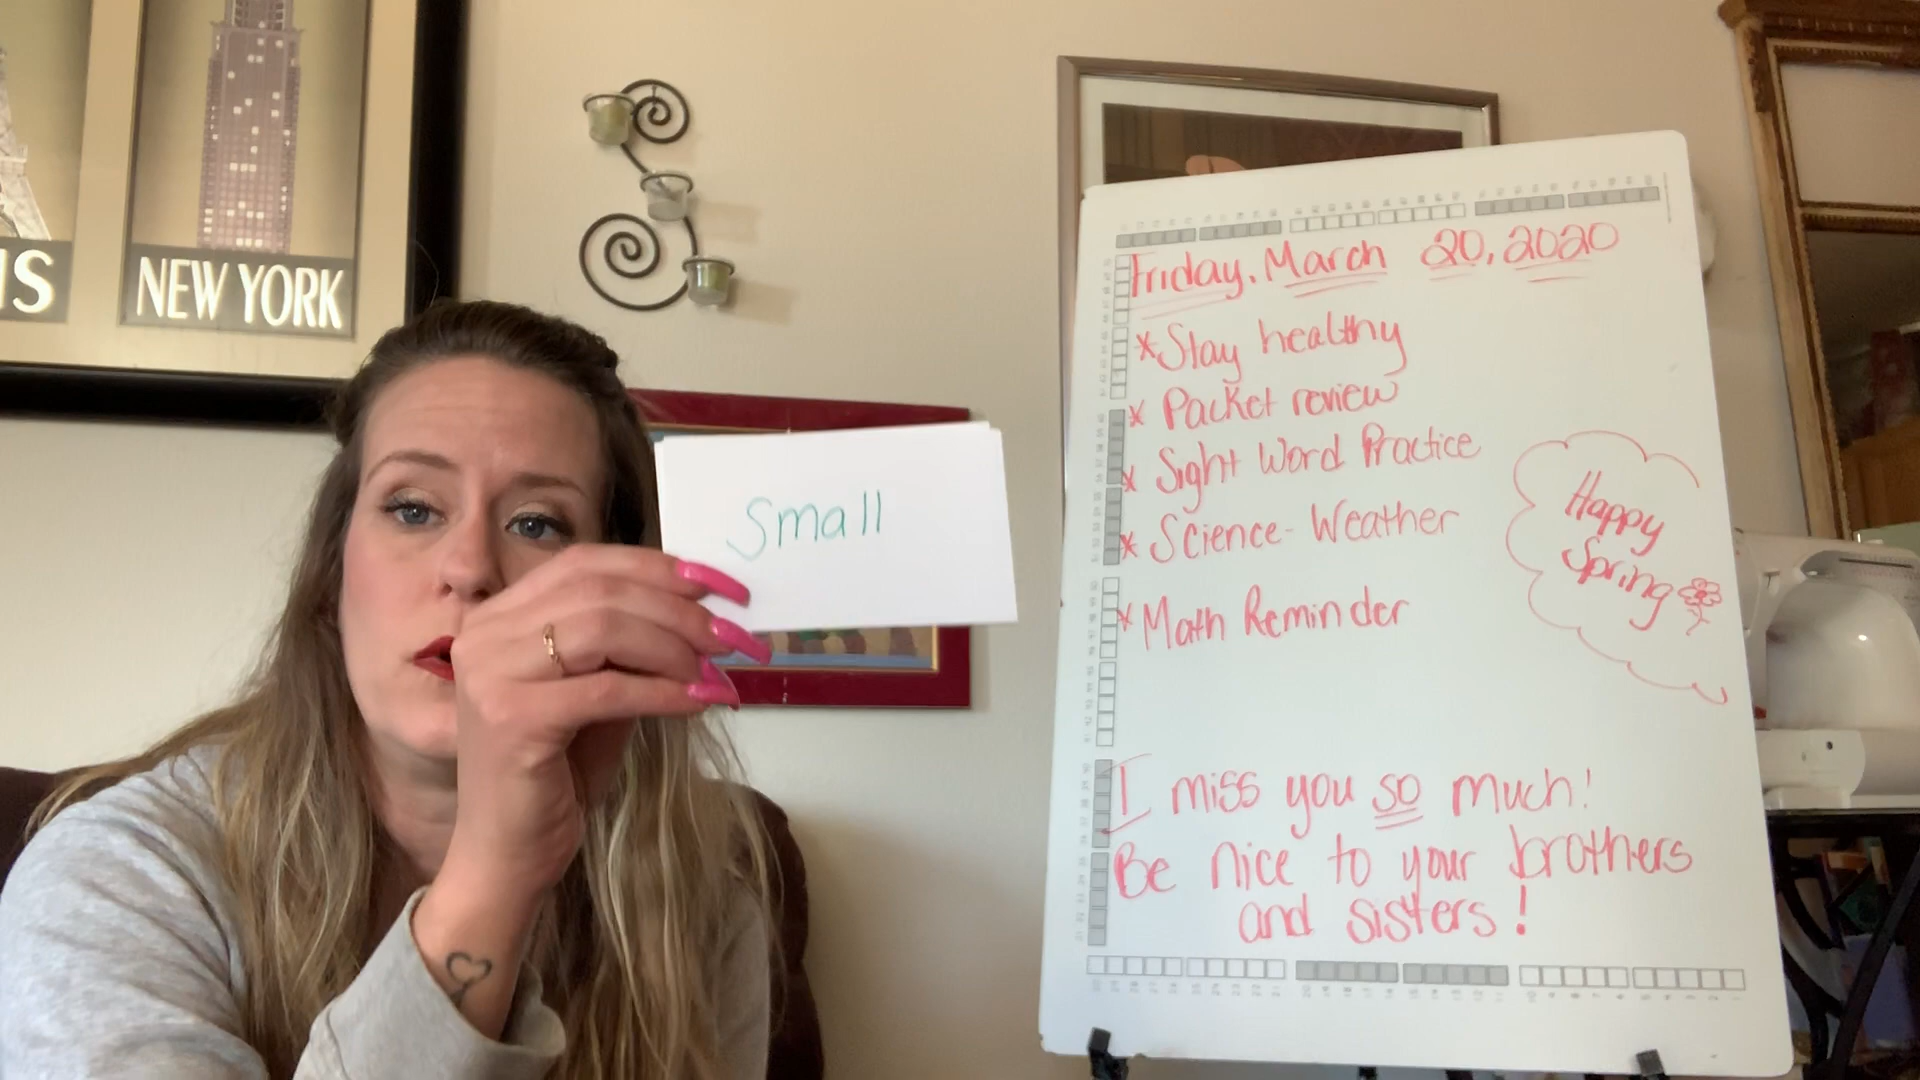 IS
NEW YORK
Small
Friday, March 20, 2020
*Stay healthy
* Packet review
* Sight Word Practice
* Science - Weather
* Math Reminder
Happy
Spring
I miss you so much!
Be nice to your brothers
and sisters!